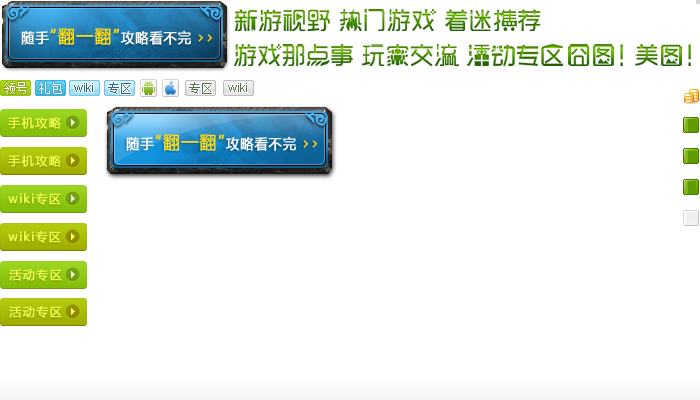 随手“翻一翻”攻略看不完 >>
新游视野 热门游戏 着迷推荐
游戏那点事 玩家交流 活动专区囧图！美图！
领号 礼包 wiki 专区 专区 wiki
手机攻略
随手“翻一翻”攻略看不完 >>
手机攻略
wiki专区
wiki专区
活动专区
活动专区